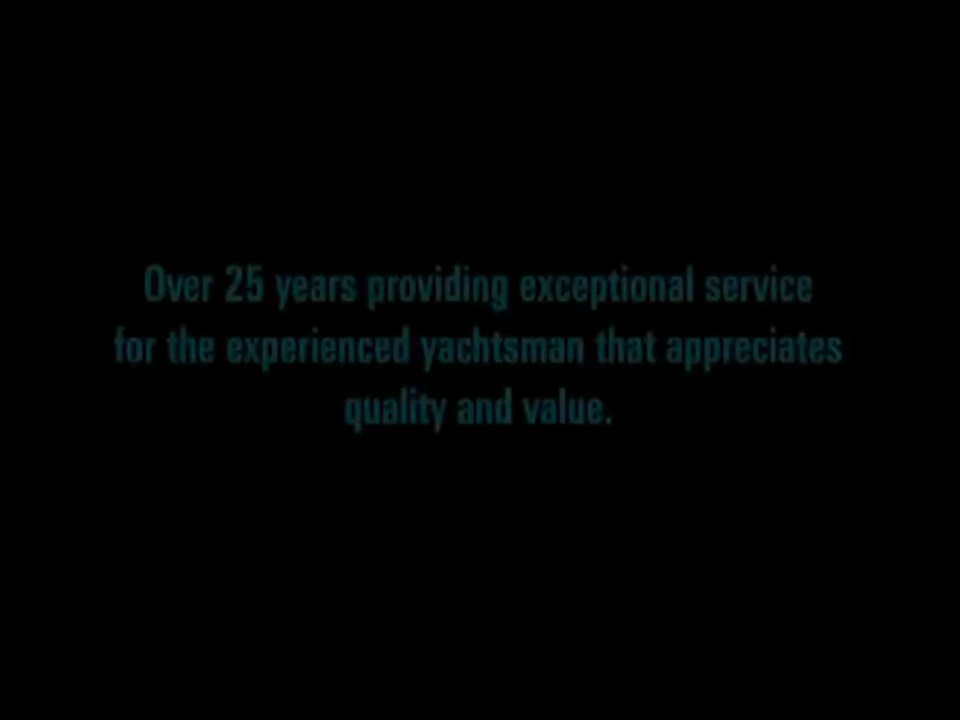 Over 25 years providing exceptional service
for the experienced yachtsman that appreciates
quality and value.